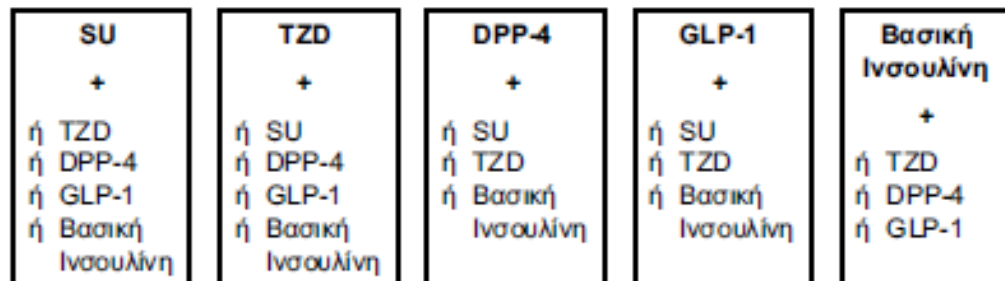 SU
+
ή TZD
ή DPP-4
ή GLP-1
ή Βασική
Ινσουλίνη
TZD
+
ή SU
ή DPP-4
ή GLP-1
ή Βασική
Ινσουλίνη
DPP-4
+
ή SU
ή TZD
ή Βασική
Ινσουλίνη
GLP-1
+
ή SU
ή TZD
ή Βασική
Ινσουλίνη
Βασική
Ινσουλίνη
+
ή TZD
ή DPP-4
ή GLP-1